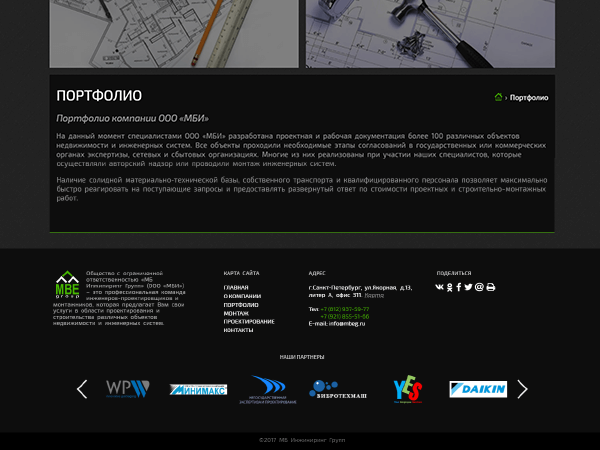 ПОРТФОЛИО
› Портфолио
Портфолио компании ООО «МБИ»
На данный момент специалистами ООО «МБИ» разработана проектная и рабочая документация более 100 различных объектов
недвижимости и инженерных систем. Все объекты проходили необходимые этапы согласований в государственных или коммерческих
органах экспертизы, сетевых и сбытовых организациях. Многие из них реализованы при участии наших специалистов, которые
осуществляли авторский надзор или проводили монтаж инженерных систем.
Наличие солидной материально-технической базы, собственного транспорта и квалифицированного персонала позволяет максимально
быстро реагировать на поступающие запросы и предоставлять развернутый ответ по стоимости проектных и строительно-монтажных
работ.
MBE
group
Общество с ограниченной
ответственностью «МБ
Инжиниринг Групп» (ООО «МБИ»)
– это профессиональная команда
инженеров-проектировщиков и
монтажников, которая предлагает Вам свои
услуги в области проектирования и
строительства различных объектов
недвижимости и инженерных систем.
КАРТА САЙТА
ГЛАВНАЯ
О КОМПАНИИ
ПОРТФОЛИО
МОНТАЖ
ПРОЕКТИРОВАНИЕ
КОНТАКТЫ
АДРЕС
г.Санкт-Петербург, ул.Якорная, д.13,
литер А, офис 311. Карта
Тел: +7 (812) 937-39-77
+7 (921) 855-51-56
E-mail: info@mbeg.ru
ПОДЕЛИТЬСЯ
НАШИ ПАРТНЕРЫ
WP
МИНИМАКС
НЕГОСУДАРСТВЕННАЯ
ЭКСПЕРТИЗА И ПРОЕКТИРОВАНИЕ
ВИБРОТЕХМАШ
YES
DAIKIN
©2017 МБ Инжиниринг Групп